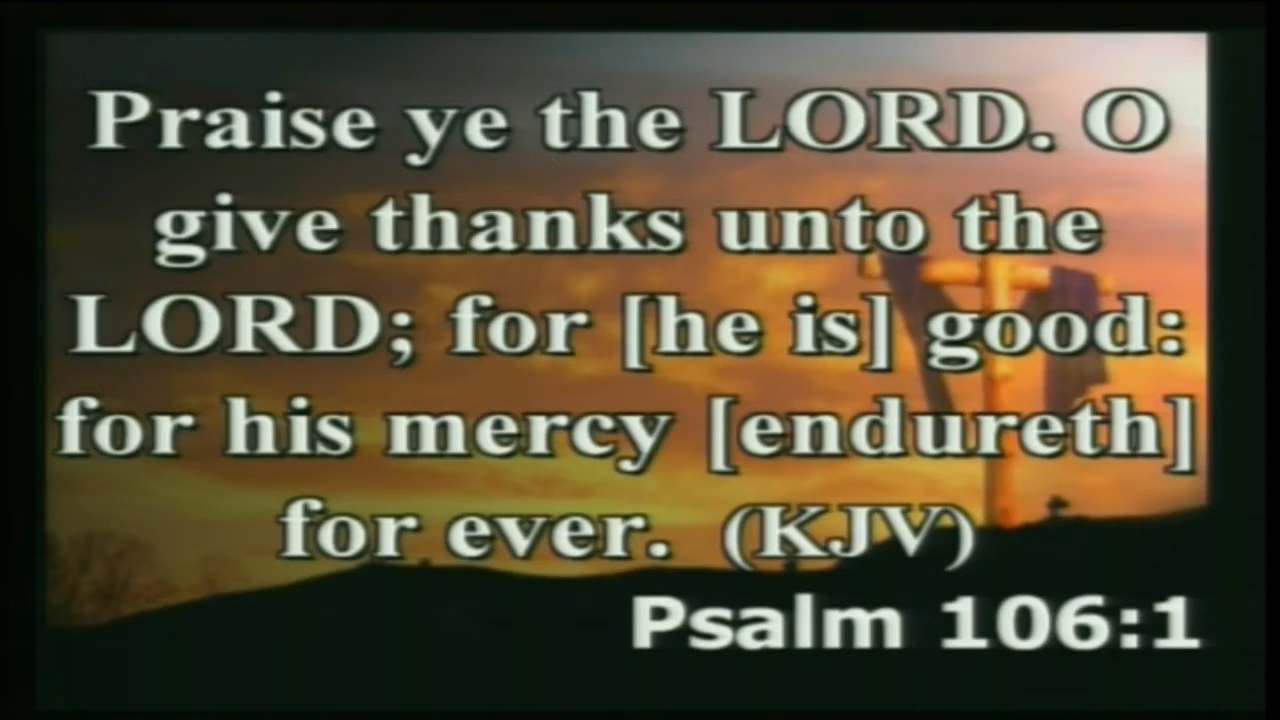 Praise ye the LORD. O
give thanks unto the
LORD; for [he is] good:
for his mercy [endureth]
for ever. (KJV)
Psalm 106:1